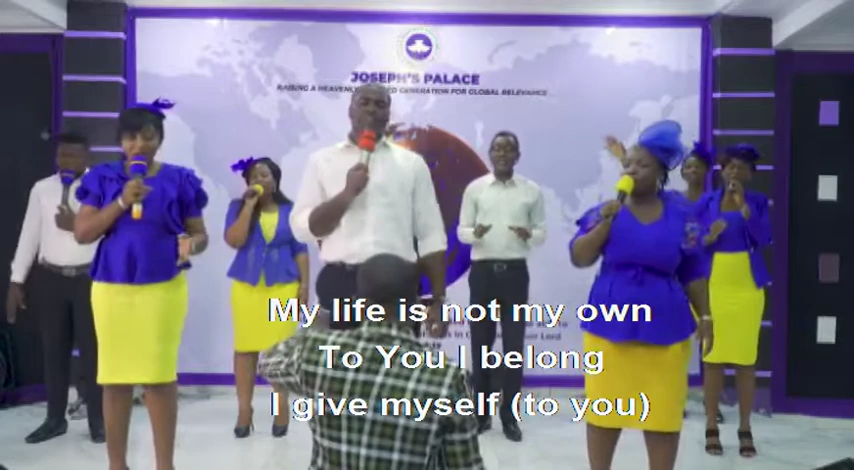 JOSEPH'S PALACE
RAISING A HEAVENLY GENERATION FOR GLOBAL RELEVANCE
My life is not my own
To You I belong
I give myself (to you)